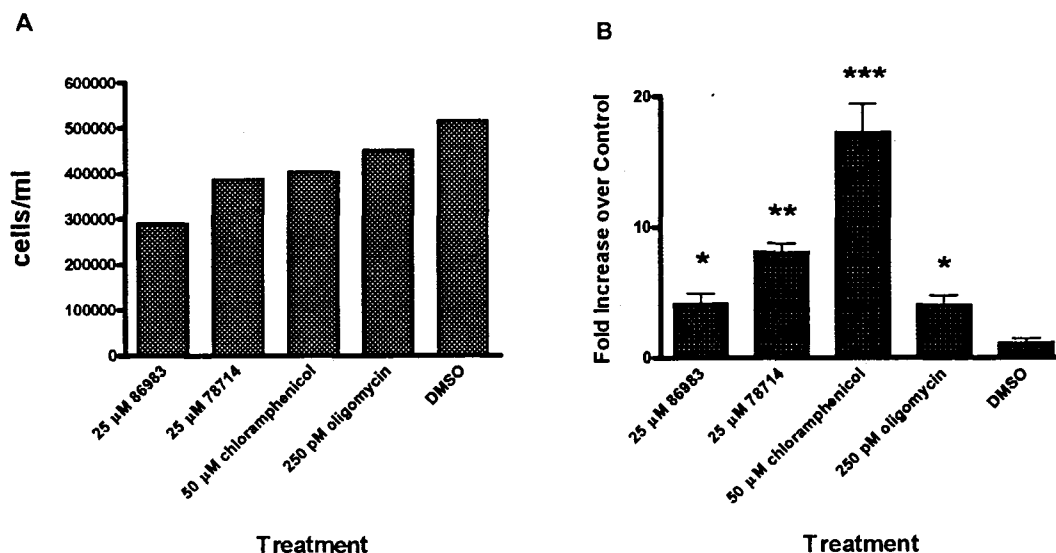 A
cells/ml
600000
500000
400000
300000
200000
100000
0
25 µM 86983
25 µM 78714
50 µM chloramphenicol
250 pM oligomycin
DMSO
Treatment
B
Fold Increase over Control
20
10
0
*
**
***
*
25 µM 86983
25 µM 78714
50 µM chloramphenicol
250 pM oligomycin
DMSO
Treatment